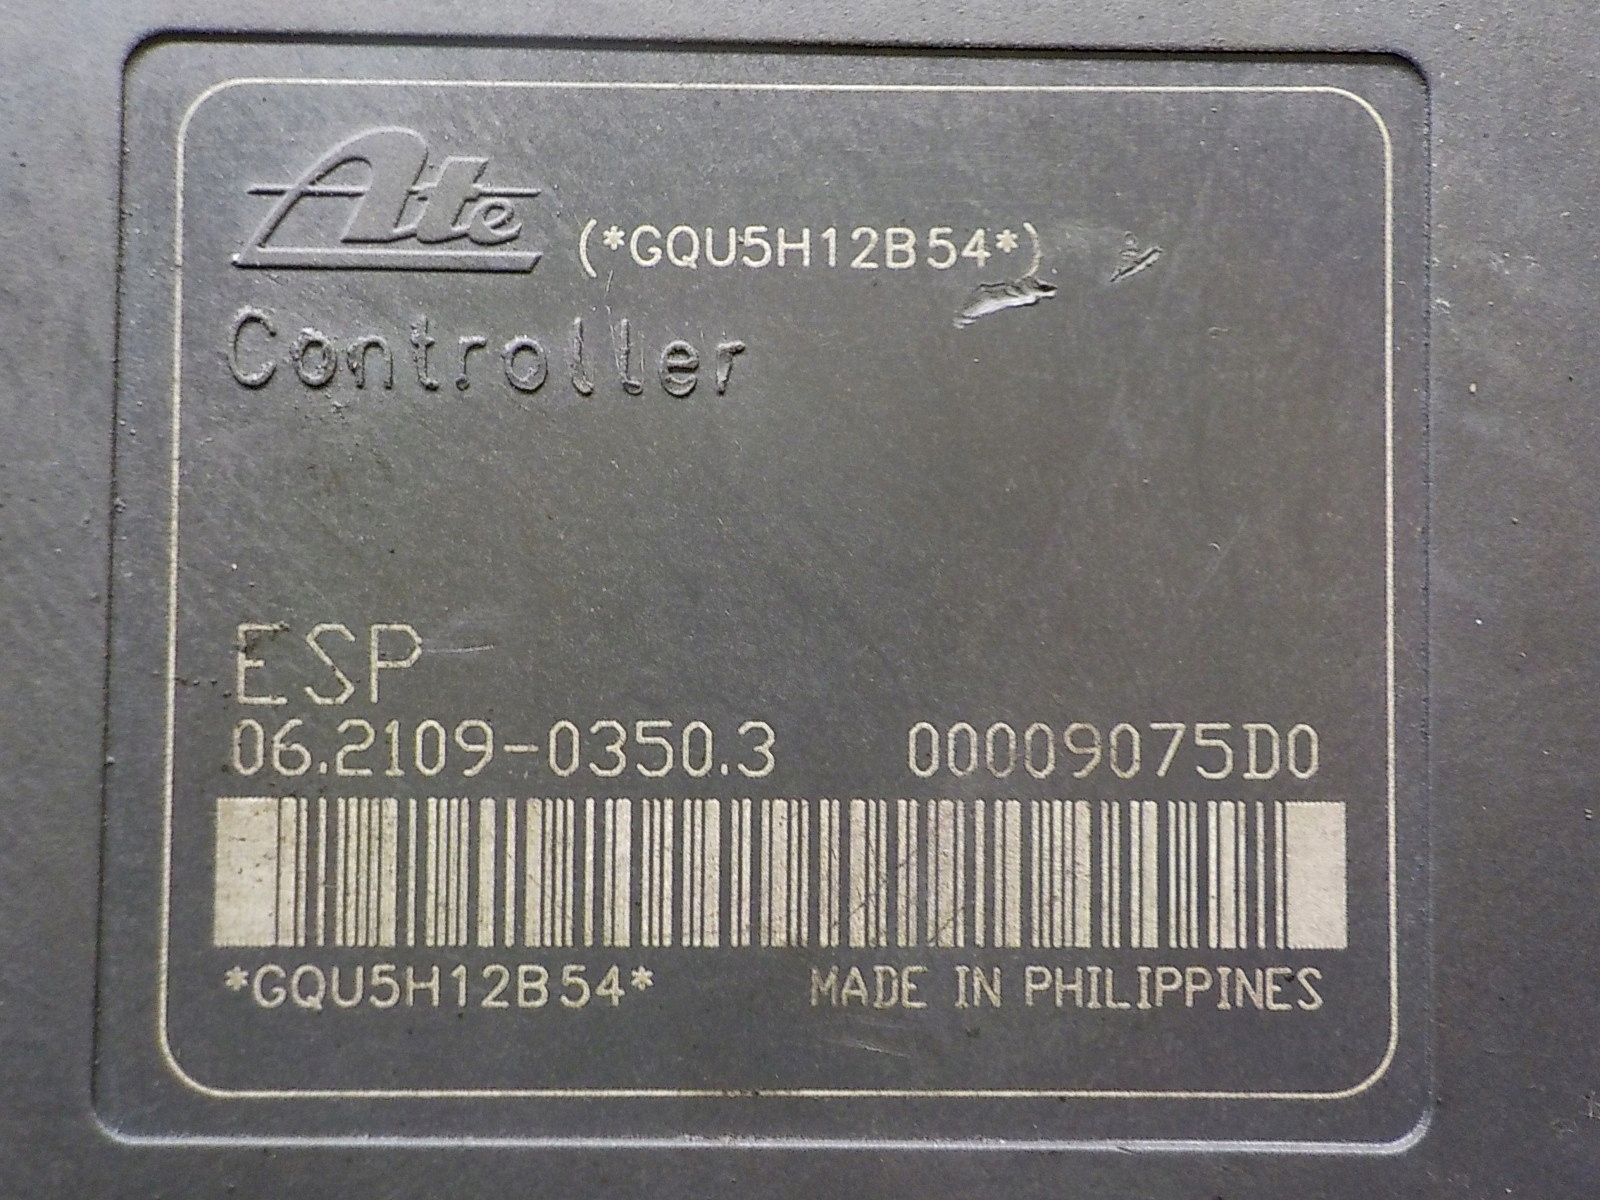 Ate (*GQU5H12B54*)
Controller
ESP
06.2109-0350.3 00009075D0
*GQU5H12B54* MADE IN PHILIPPINES